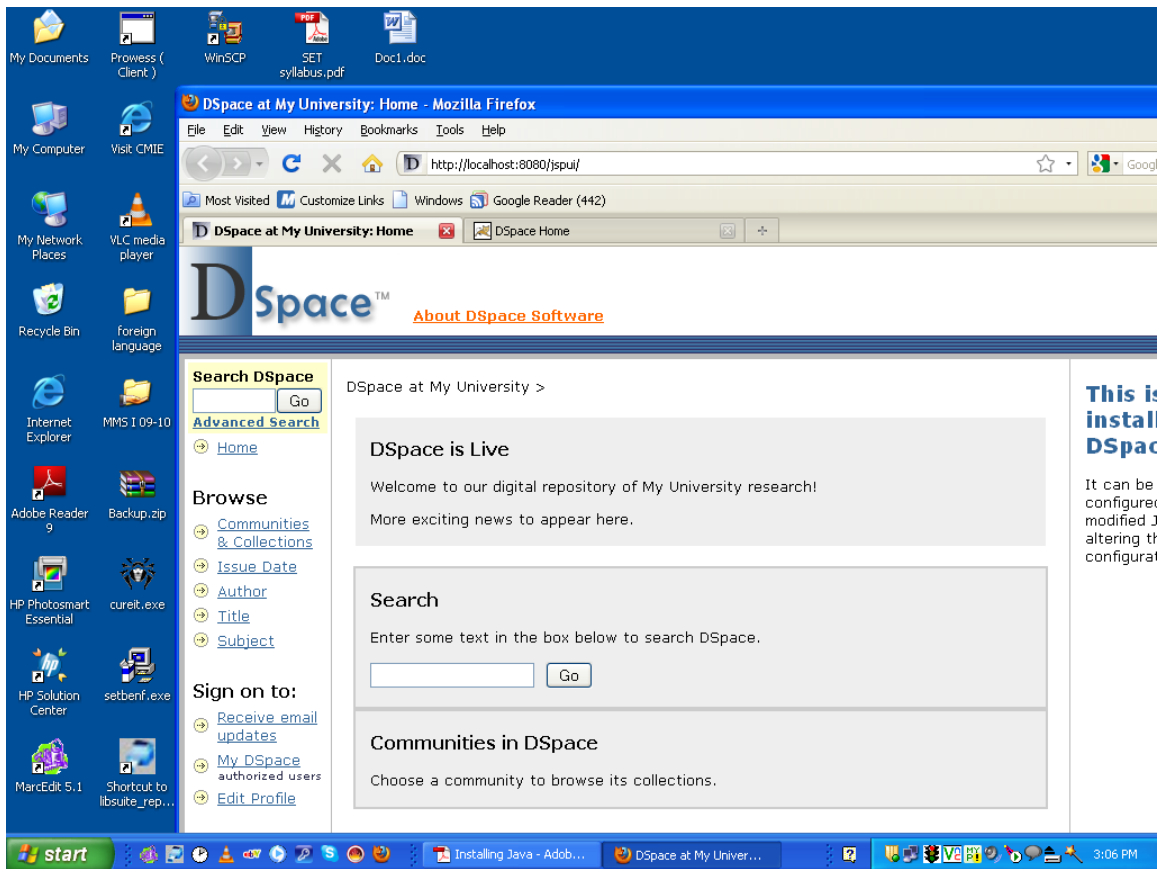 My Documents
Prowess (
Client )
WinSCP
PDF
SET
syllabus.pdf
Doc1.doc
My Computer
Visit CMIE
My Network
Places
VLC media
player
Recycle Bin
foreign
language
Internet
Explorer
MMS I 09-10
Adobe Reader
9
Backup.zip
HP Photosmart
Essential
cureit.exe
HP Solution
Center
setbenf.exe
MarcEdit 5.1
Shortcut to
libsuite_rep...
DSpace at My University: Home - Mozilla Firefox
File Edit View History Bookmarks Tools Help
http://localhost:8080/jspui/
Goog
Most Visited Customize Links Windows Google Reader (442)
DSpace at My University: Home DSpace Home
DSpace™
About DSpace Software
Search DSpace
Go
Advanced Search
Home
Browse
Communities
& Collections
Issue Date
Author
Title
Subject
Sign on to:
Receive email
updates
My DSpace
authorized users
Edit Profile
DSpace at My University >
DSpace is Live
Welcome to our digital repository of My University research!
More exciting news to appear here.
Search
Enter some text in the box below to search DSpace.
Go
Communities in DSpace
Choose a community to browse its collections.
This is
instal
DSpac
It can be
configured
modified J
altering th
configurat
start
Installing Java - Adob...
DSpace at My Univer...
3:06 PM